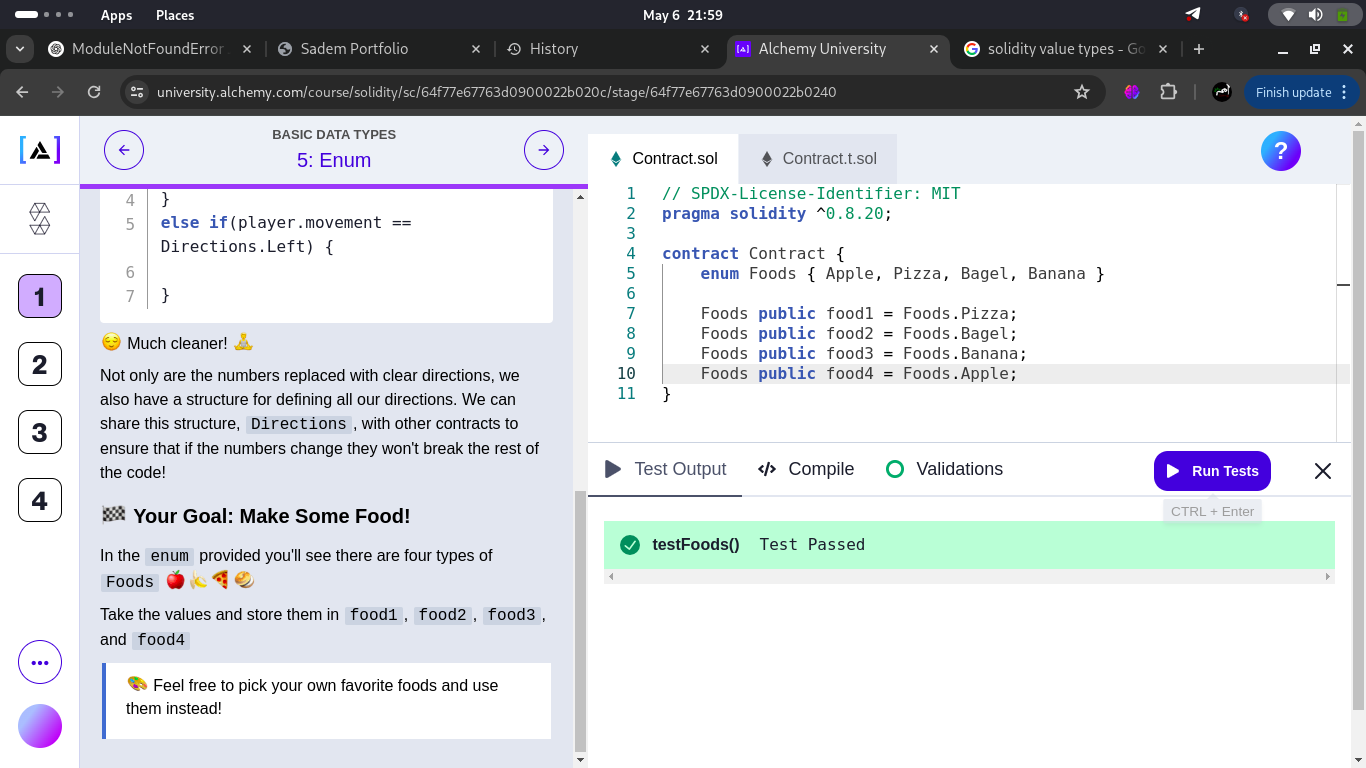 Apps Places May 6 21:59
ModuleNotFoundError
Sadem Portfolio
History
Alchemy University
solidity value types - Go
university.alchemy.com/course/solidity/sc/64f77e67763d0900022b020c/stage/64f77e67763d0900022b0240
Finish update
BASIC DATA TYPES
5: Enum
1
2
3
4
4 }
5 else if(player.movement ==
Directions.Left) {
6
7 }
😌 Much cleaner! 🧘
Not only are the numbers replaced with clear directions, we
also have a structure for defining all our directions. We can
share this structure, Directions, with other contracts to
ensure that if the numbers change they won't break the rest of
the code!
🏁 Your Goal: Make Some Food!
In the enum provided you'll see there are four types of
Foods 🍎🍌🍕🥯
Take the values and store them in food1, food2, food3,
and food4
🎨 Feel free to pick your own favorite foods and use
them instead!
Contract.sol
Contract.t.sol
?
1 // SPDX-License-Identifier: MIT
2 pragma solidity ^0.8.20;
3
4 contract Contract {
5 enum Foods { Apple, Pizza, Bagel, Banana }
6
7 Foods public food1 = Foods.Pizza;
8 Foods public food2 = Foods.Bagel;
9 Foods public food3 = Foods.Banana;
10 Foods public food4 = Foods.Apple;
11 }
Test Output
Compile
Validations
Run Tests
CTRL + Enter
testFoods() Test Passed